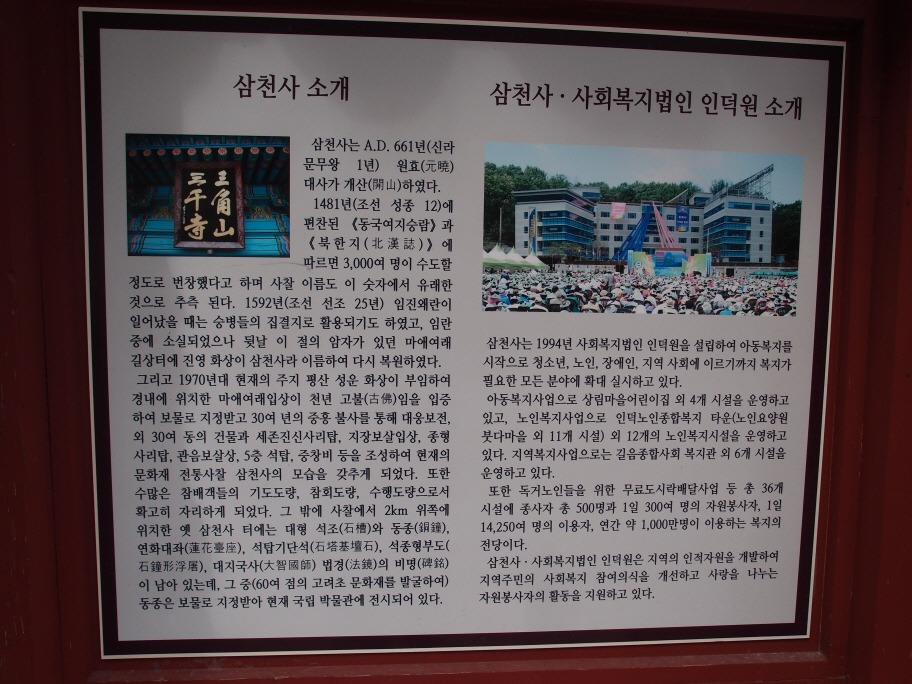 삼천사 소개
三角山
三千寺
삼천사는 A.D. 661년(신라
문무왕 1년) 원효(元曉)
대사가 개산(開山)하였다.
1481년(조선 성종 12)에
편찬된 《동국여지승람》과
《북한지(北漢誌)》에
따르면 3,000여 명이 수도할
정도로 번창했다고 하며 사찰 이름도 이 숫자에서 유래한
것으로 추측 된다. 1592년(조선 선조 25년) 임진왜란이
일어났을 때는 승병들의 집결지로 활용되기도 하였고, 임란
중에 소실되었으나 뒷날 이 절의 암자가 있던 마애여래
길상터에 진영 화상이 삼천사라 이름하여 다시 복원하였다.
그리고 1970년대 현재의 주지 평산 성운 화상이 부임하여
경내에 위치한 마애여래입상이 천년 고불(古佛)임을 입증
하여 보물로 지정받고 30여 년의 중흥 불사를 통해 대웅보전,
외 30여 동의 건물과 세존진신사리탑, 지장보살입상, 종형
사리탑, 관음보살상, 5층 석탑, 중창비 등을 조성하여 현재의
문화재 전통사찰 삼천사의 모습을 갖추게 되었다. 또한
수많은 참배객들의 기도도량, 참회도량, 수행도량으로서
확고히 자리하게 되었다. 그 밖에 사찰에서 2km 위쪽에
위치한 옛 삼천사 터에는 대형 석조(石槽)와 동종(銅鐘),
연화대좌(蓮花臺座), 석탑기단석(石塔基壇石), 석종형부도(
石鐘形浮屠), 대지국사(大智國師) 법경(法鏡)의 비명(碑銘)
이 남아 있는데, 그 중(60여 점의 고려초 문화재를 발굴하여)
동종은 보물로 지정받아 현재 국립 박물관에 전시되어 있다.
삼천사 · 사회복지법인 인덕원 소개
삼천사는 1994년 사회복지법인 인덕원을 설립하여 아동복지를
시작으로 청소년, 노인, 장애인, 지역 사회에 이르기까지 복지가
필요한 모든 분야에 확대 실시하고 있다.
아동복지사업으로 상림마을어린이집 외 4개 시설을 운영하고
있고, 노인복지사업으로 인덕노인종합복지 타운(노인요양원
붓다마을 외 11개 시설) 외 12개의 노인복지시설을 운영하고
있다. 지역복지사업으로는 길음종합사회 복지관 외 6개 시설을
운영하고 있다.
또한 독거노인들을 위한 무료도시락배달사업 등 총 36개
시설에 종사자 총 500명과 1일 300여 명의 자원봉사자, 1일
14,250여 명의 이용자, 연간 약 1,000만명이 이용하는 복지의
전당이다.
삼천사 · 사회복지법인 인덕원은 지역의 인적자원을 개발하여
지역주민의 사회복지 참여의식을 개선하고 사랑을 나누는
자원봉사자의 활동을 지원하고 있다.